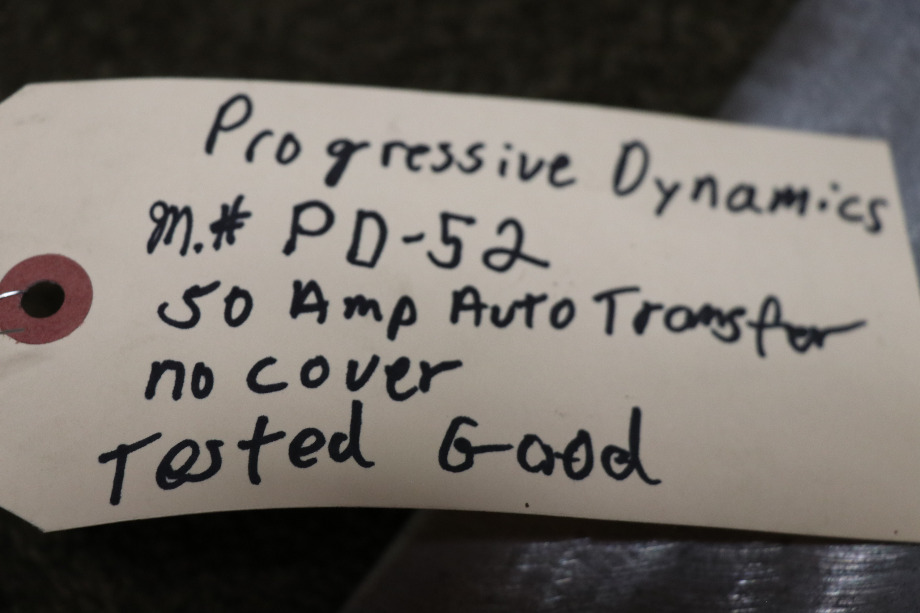 Progressive Dynamics
M.# PD-52
50 Amp Auto Transfer
no cover
Tested Good